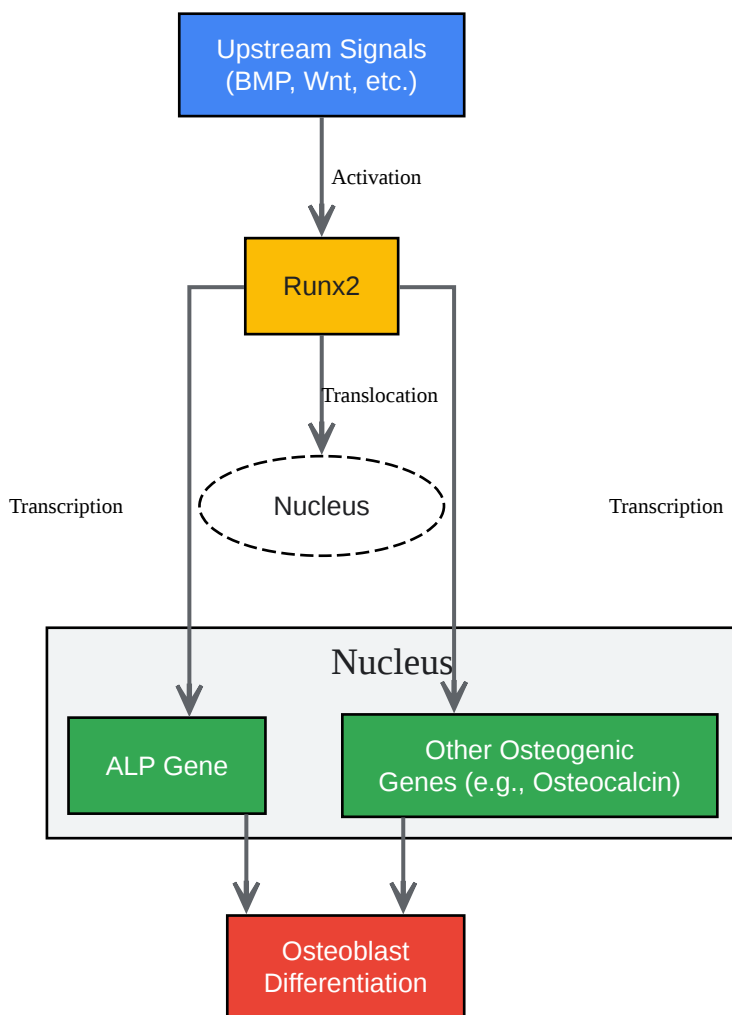 Upstream Signals
(BMP, Wnt, etc.)
Activation
Runx2
Translocation
Nucleus
Transcription
Transcription
Nucleus
ALP Gene
Other Osteogenic
Genes (e.g., Osteocalcin)
Osteoblast
Differentiation